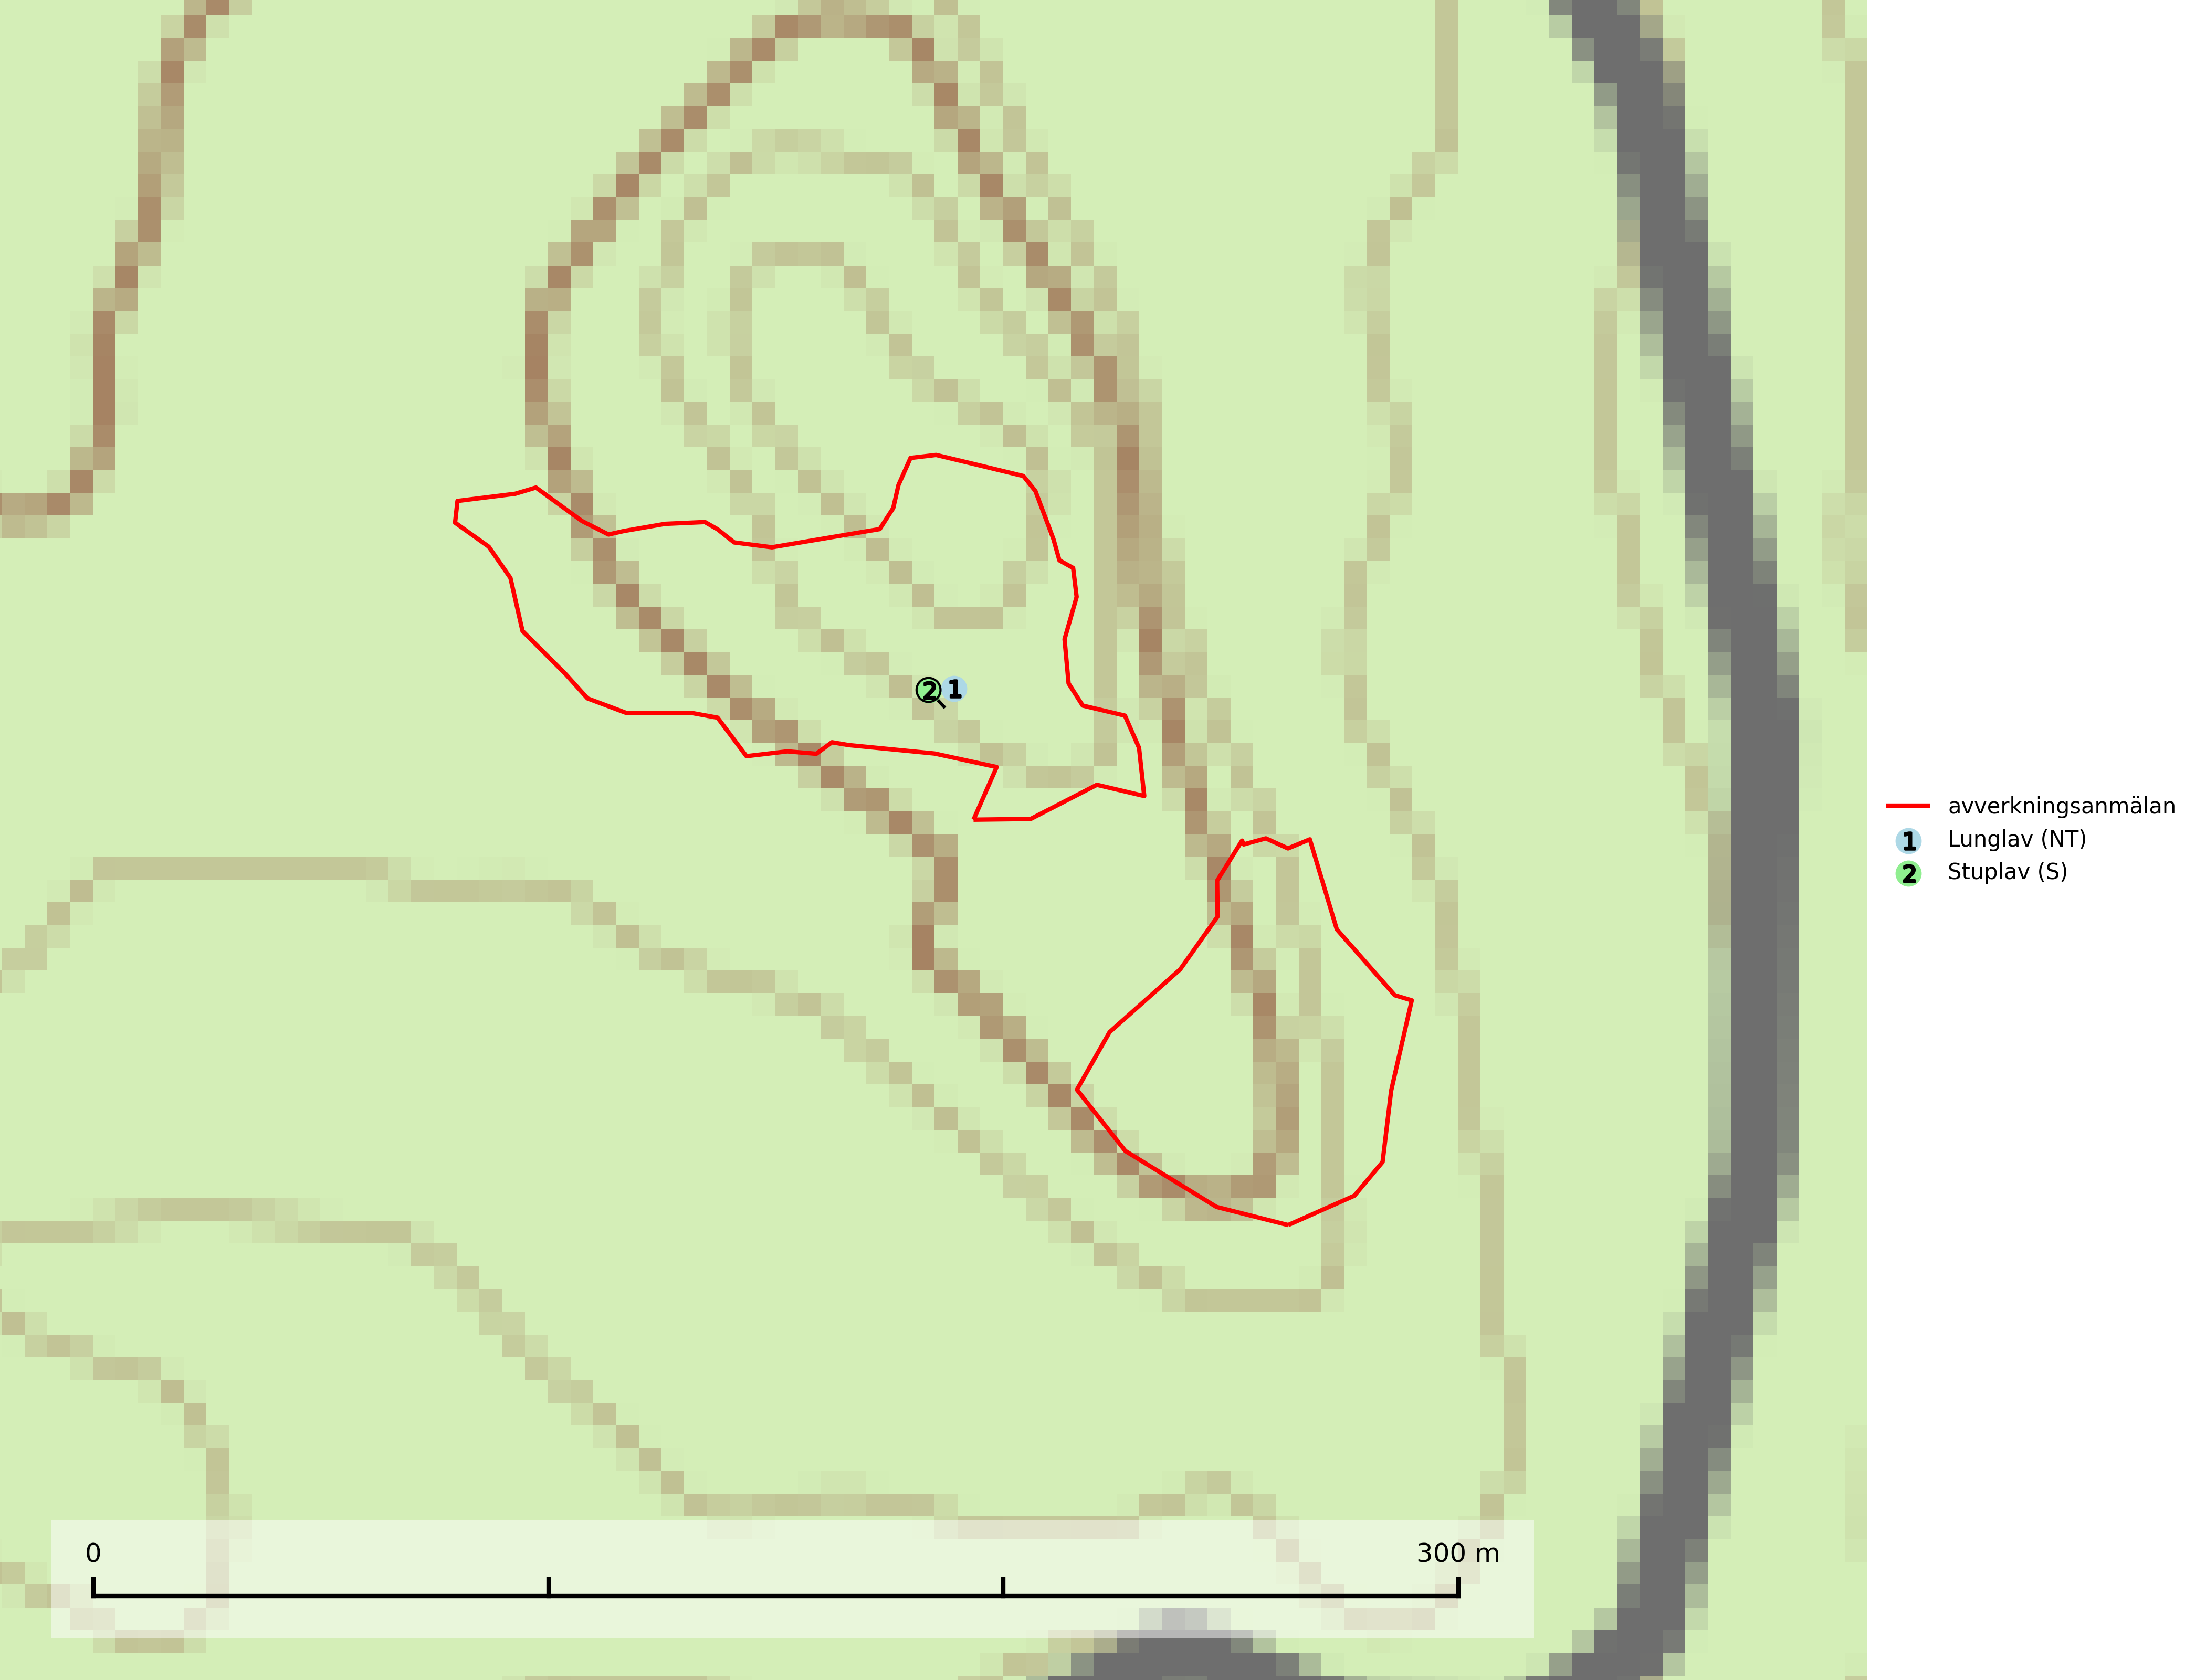 2 1
avverkningsanmälan
1 Lunglav (NT)
2 Stuplav (S)
0 300 m